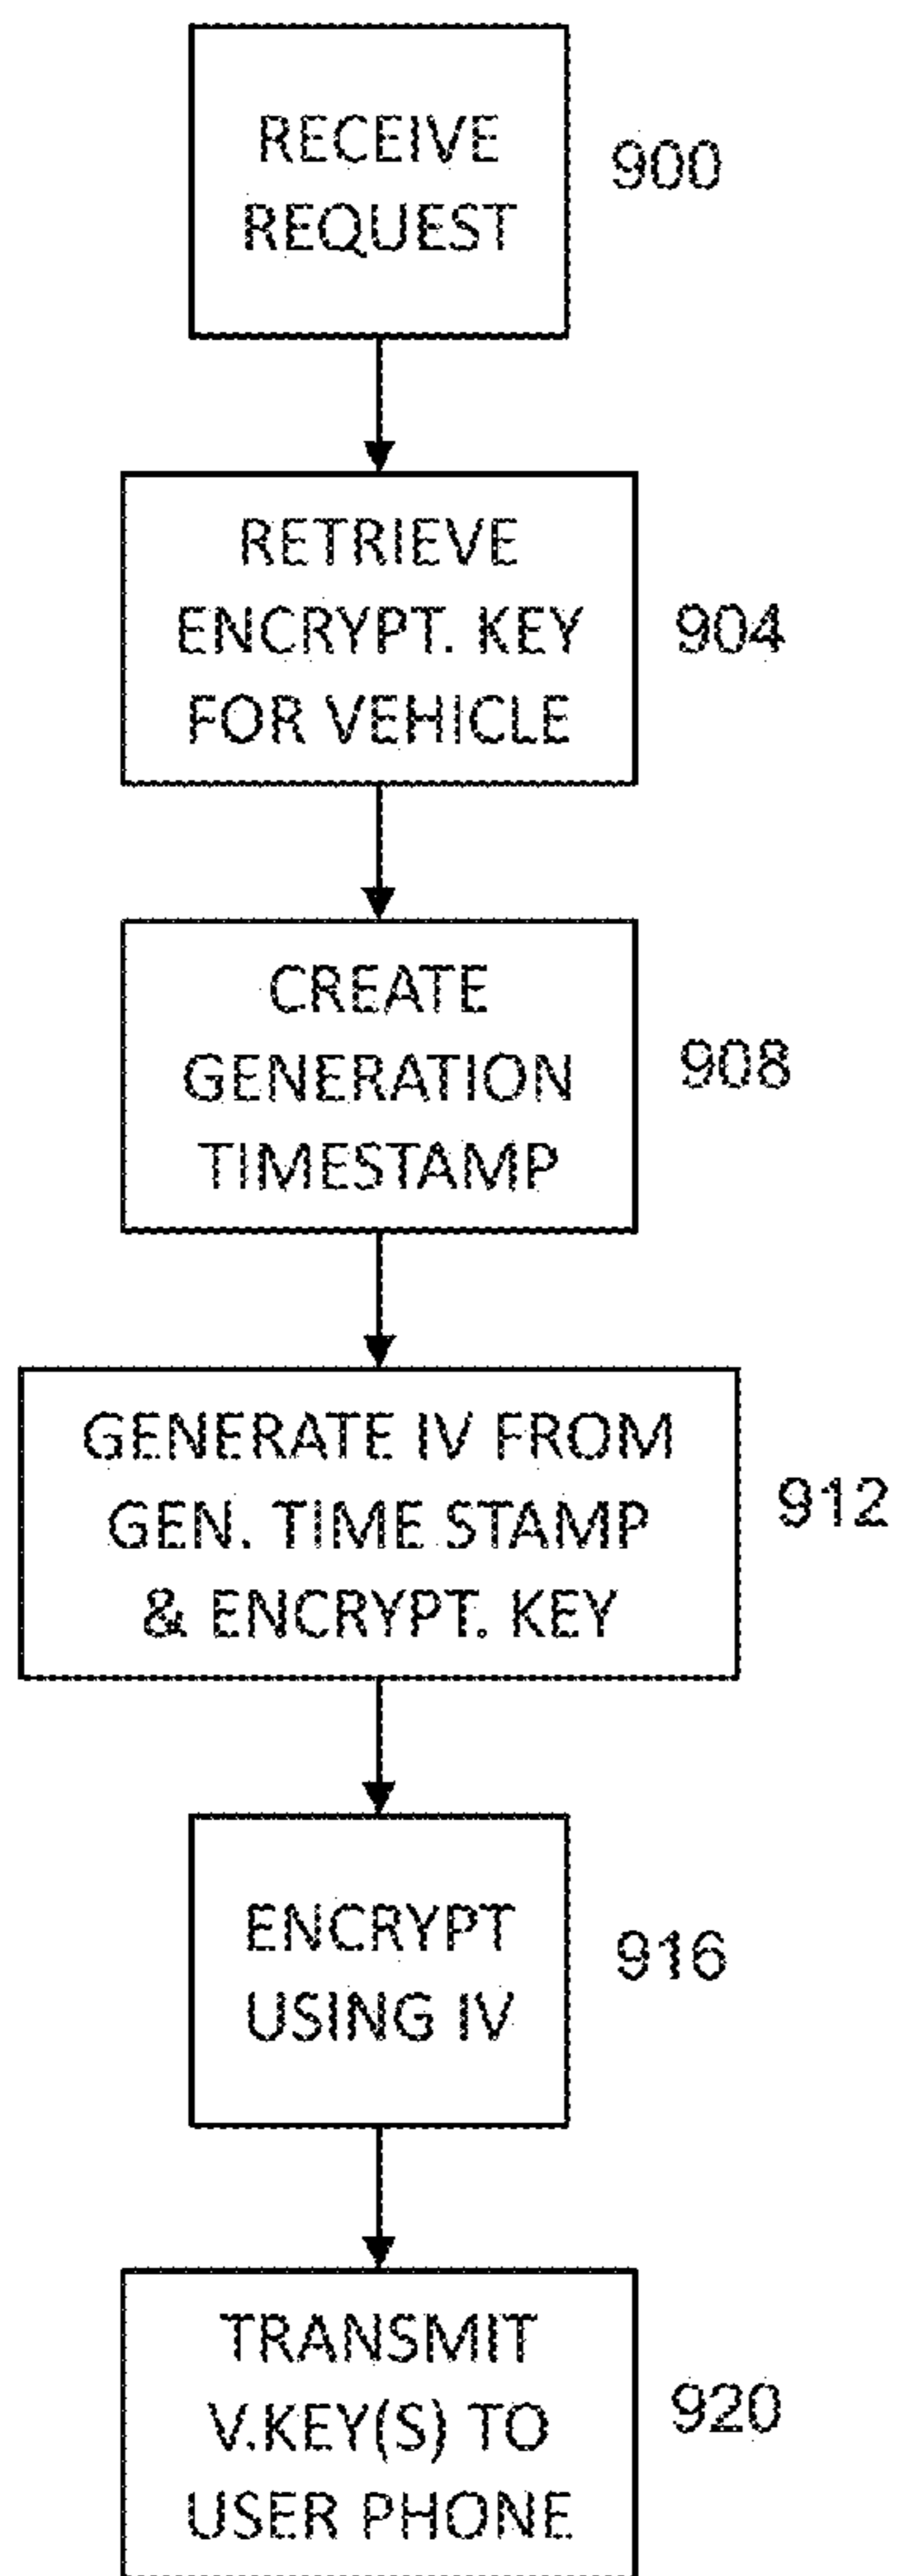 RECEIVE
REQUEST
900
RETRIEVE
ENCRYPT. KEY
FOR VEHICLE
904
CREATE
GENERATION
TIMESTAMP
908
GENERATE IV FROM
GEN. TIME STAMP
& ENCRYPT. KEY
912
ENCRYPT
USING IV
916
TRANSMIT
V.KEY(S) TO
USER PHONE
920